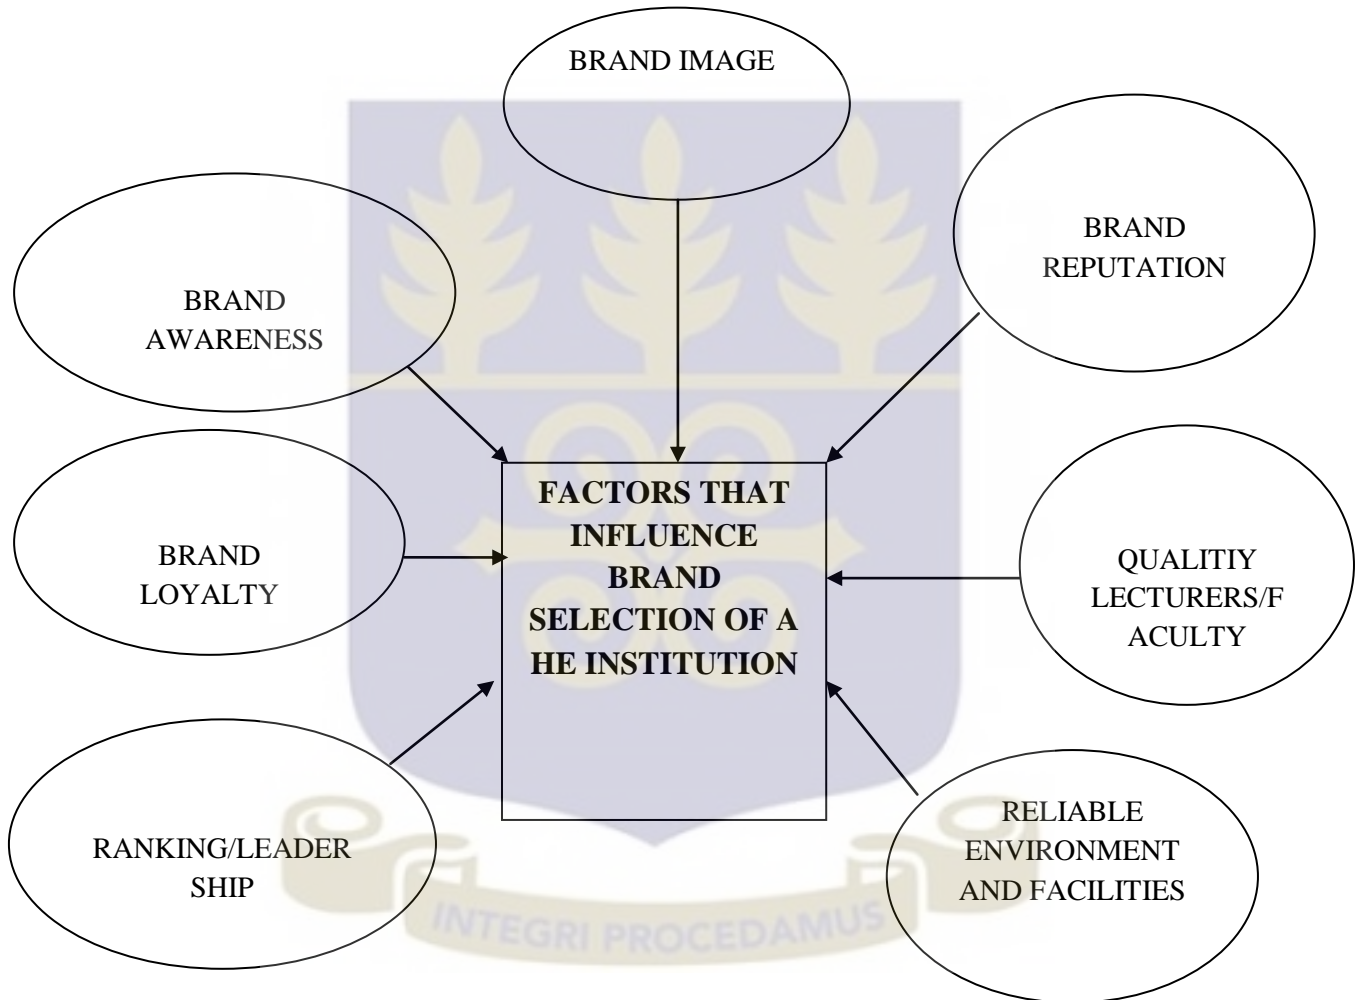 BRAND IMAGE
BRAND
REPUTATION
BRAND
AWARENESS
FACTORS THAT
INFLUENCE
BRAND
SELECTION OF A
HE INSTITUTION
BRAND
LOYALTY
QUALITIY
LECTURERS/F
ACULTY
RANKING/LEADER
SHIP
RELIABLE
ENVIRONMENT
AND FACILITIES
INTEGRI PROCEDAMUS